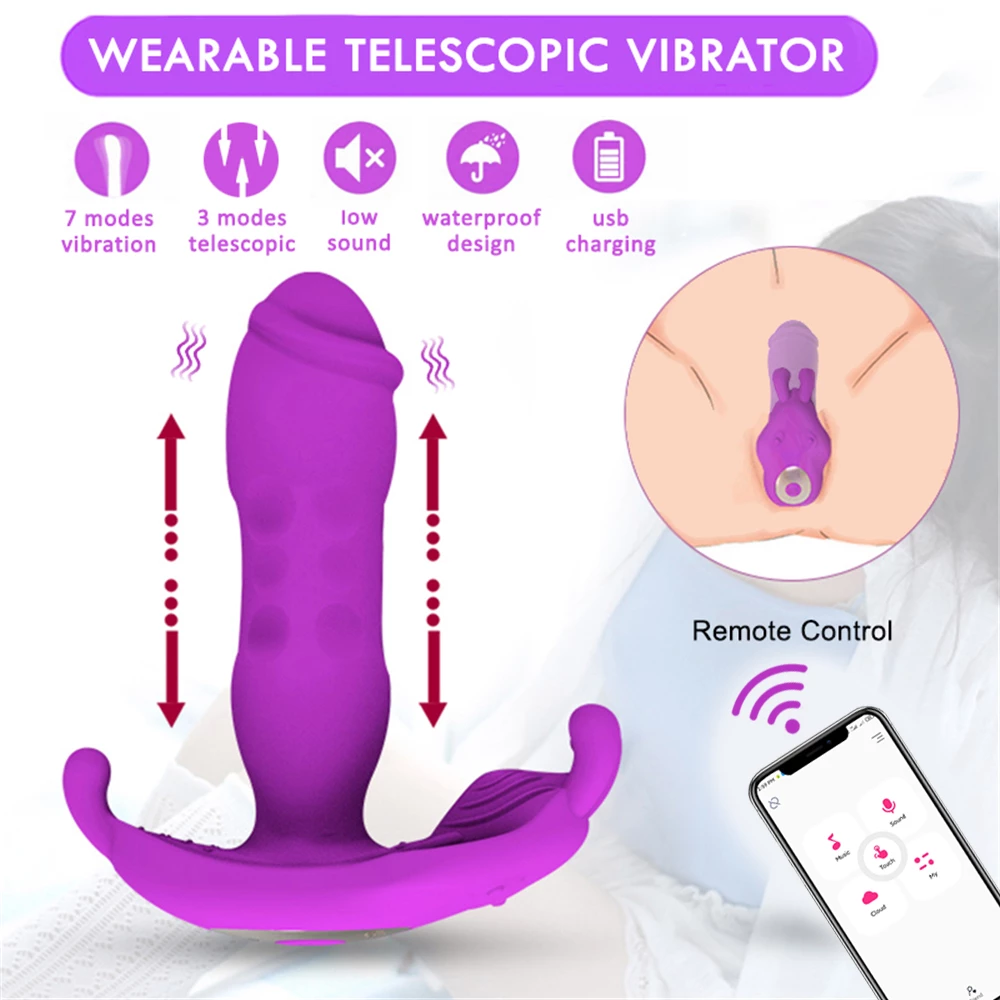 WEARABLE TELESCOPIC VIBRATOR
7 modes
vibration
3 modes
telescopic
low
sound
waterproof
design
usb
charging
Remote Control
Sound
Music
Touch
My
Cloud